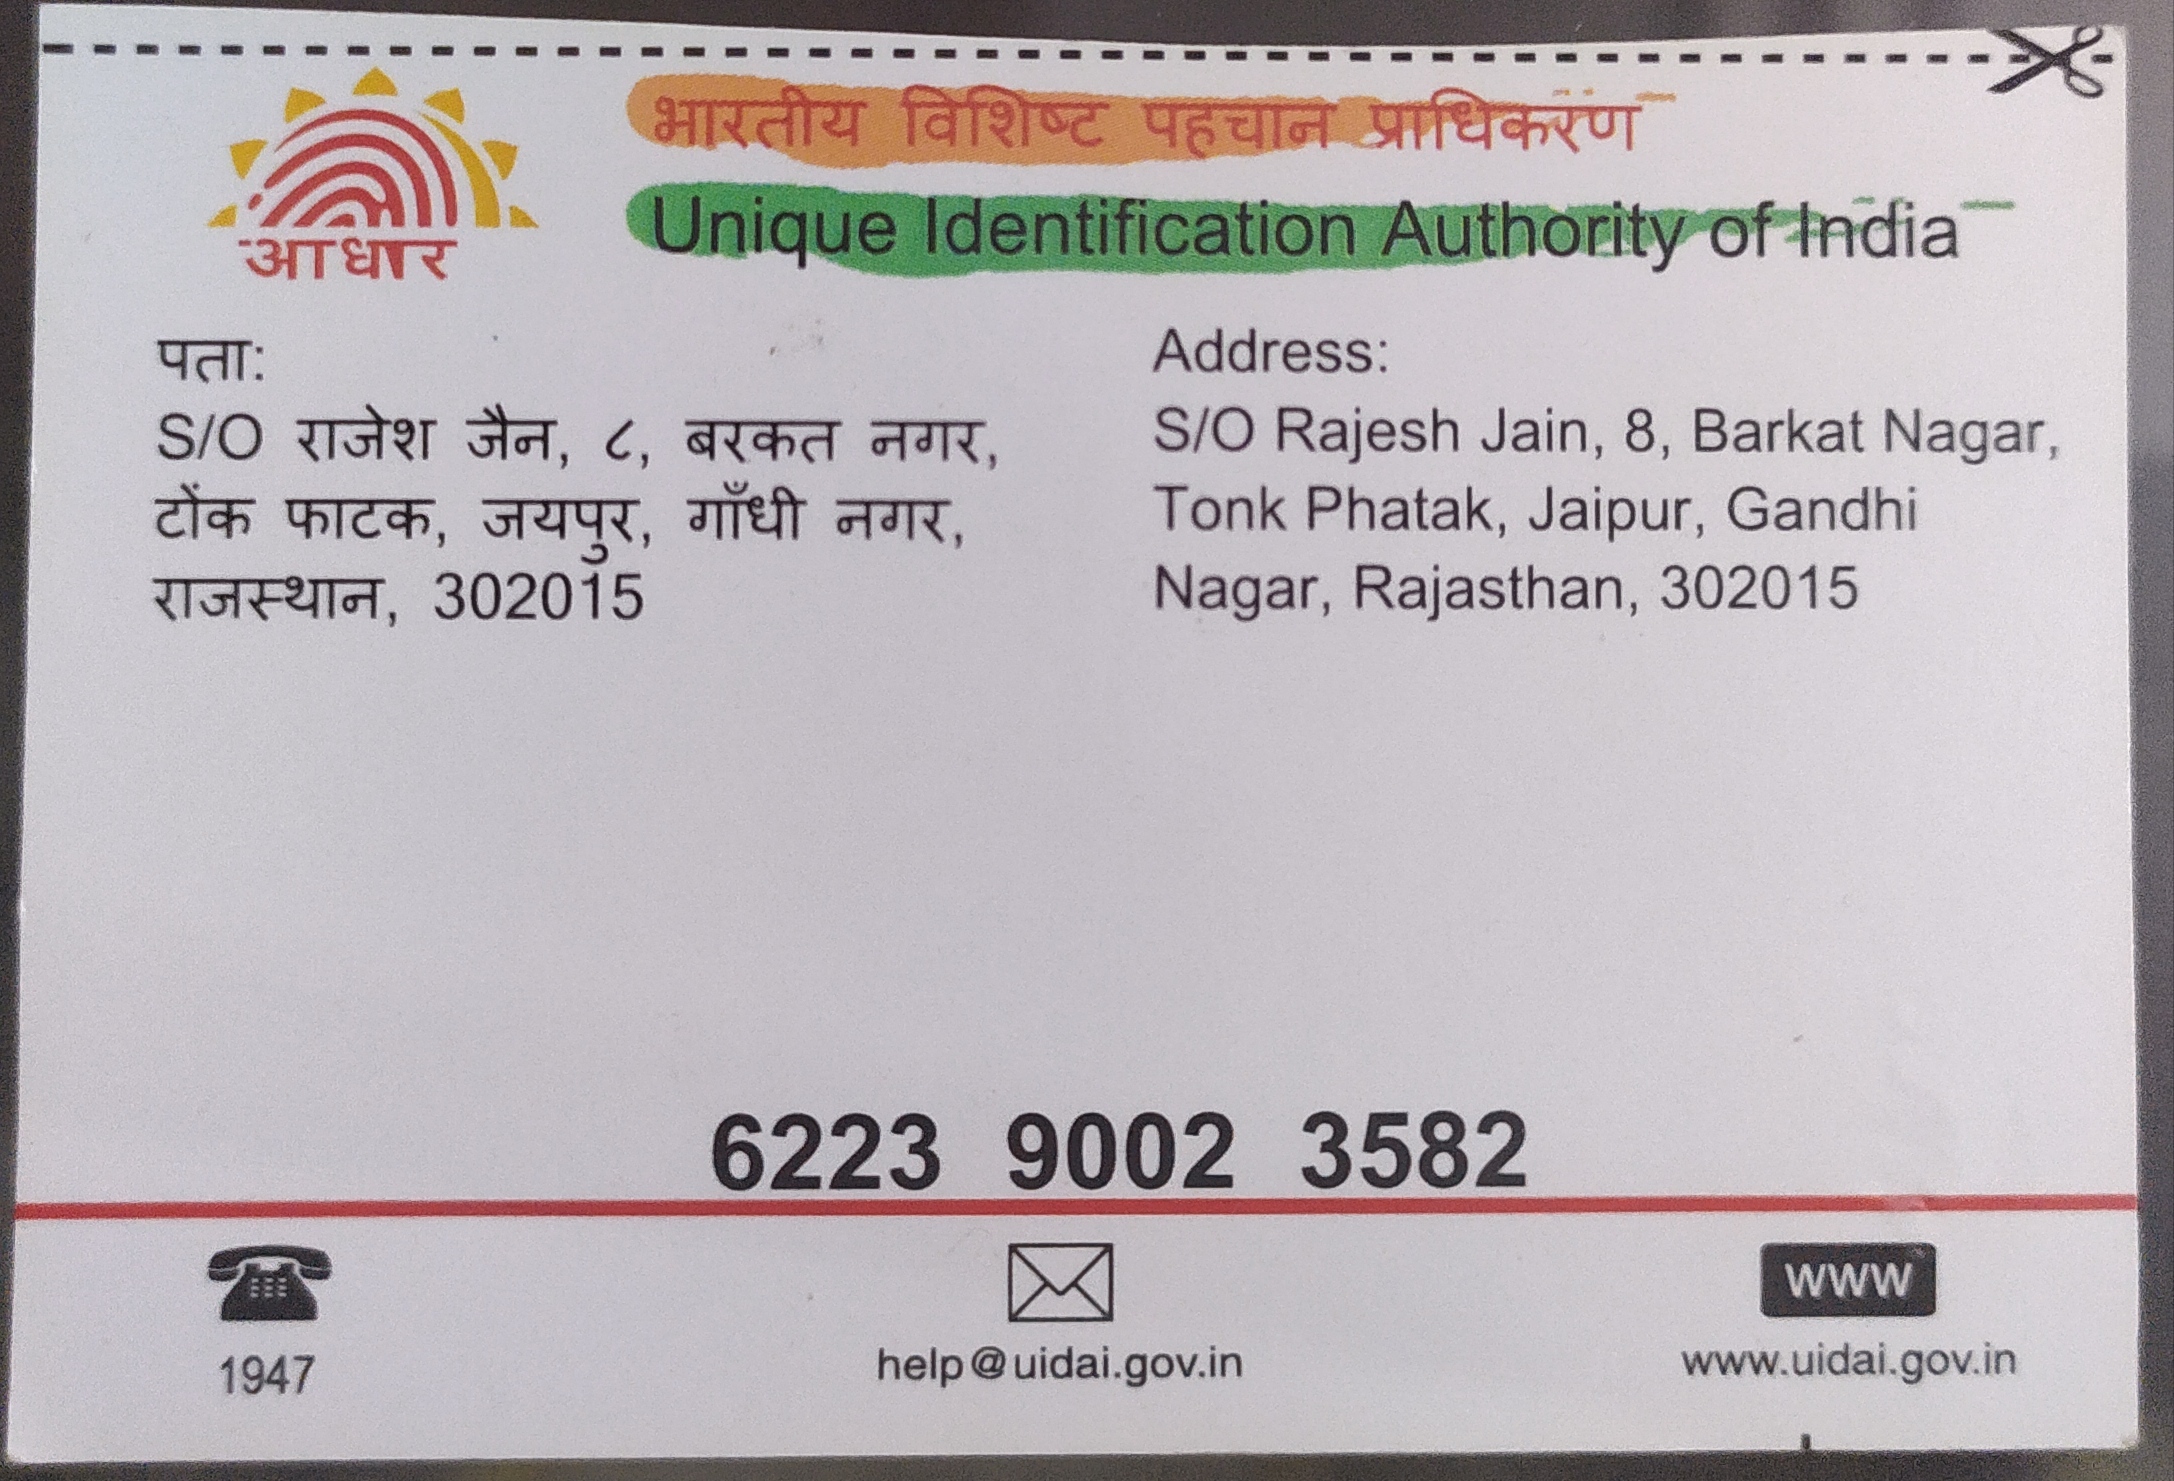 भारतीय विशिष्ट पहचान प्राधिकरण
Unique Identification Authority of India
आधार
पता:
S/O राजेश जैन, ८, बरकत नगर,
टोंक फाटक, जयपुर, गाँधी नगर,
राजस्थान, 302015
Address:
S/O Rajesh Jain, 8, Barkat Nagar,
Tonk Phatak, Jaipur, Gandhi
Nagar, Rajasthan, 302015
6223 9002 3582
1947
help@uidai.gov.in
www
www.uidai.gov.in